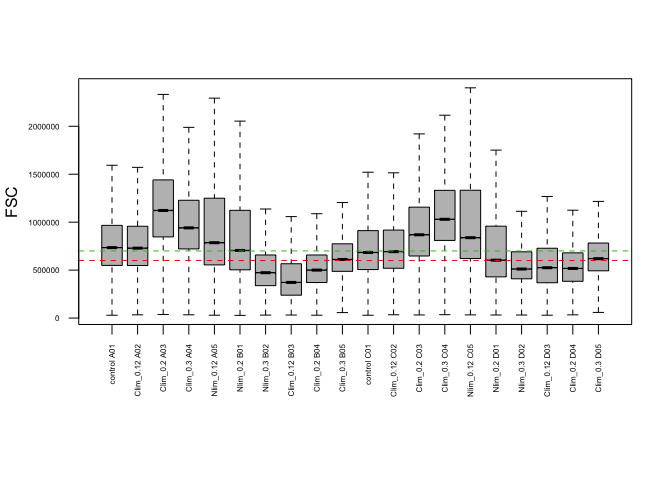 FSC
2000000
1500000
1000000
500000
0
control A01
Clim_0.12 A02
Clim_0.2 A03
Clim_0.3 A04
Nlim_0.12 A05
Nlim_0.2 B01
Nlim_0.3 B02
Clim_0.12 B03
Clim_0.2 B04
Clim_0.3 B05
control C01
Clim_0.12 C02
Clim_0.2 C03
Clim_0.3 C04
Nlim_0.12 C05
Nlim_0.2 D01
Nlim_0.3 D02
Clim_0.12 D03
Clim_0.2 D04
Clim_0.3 D05